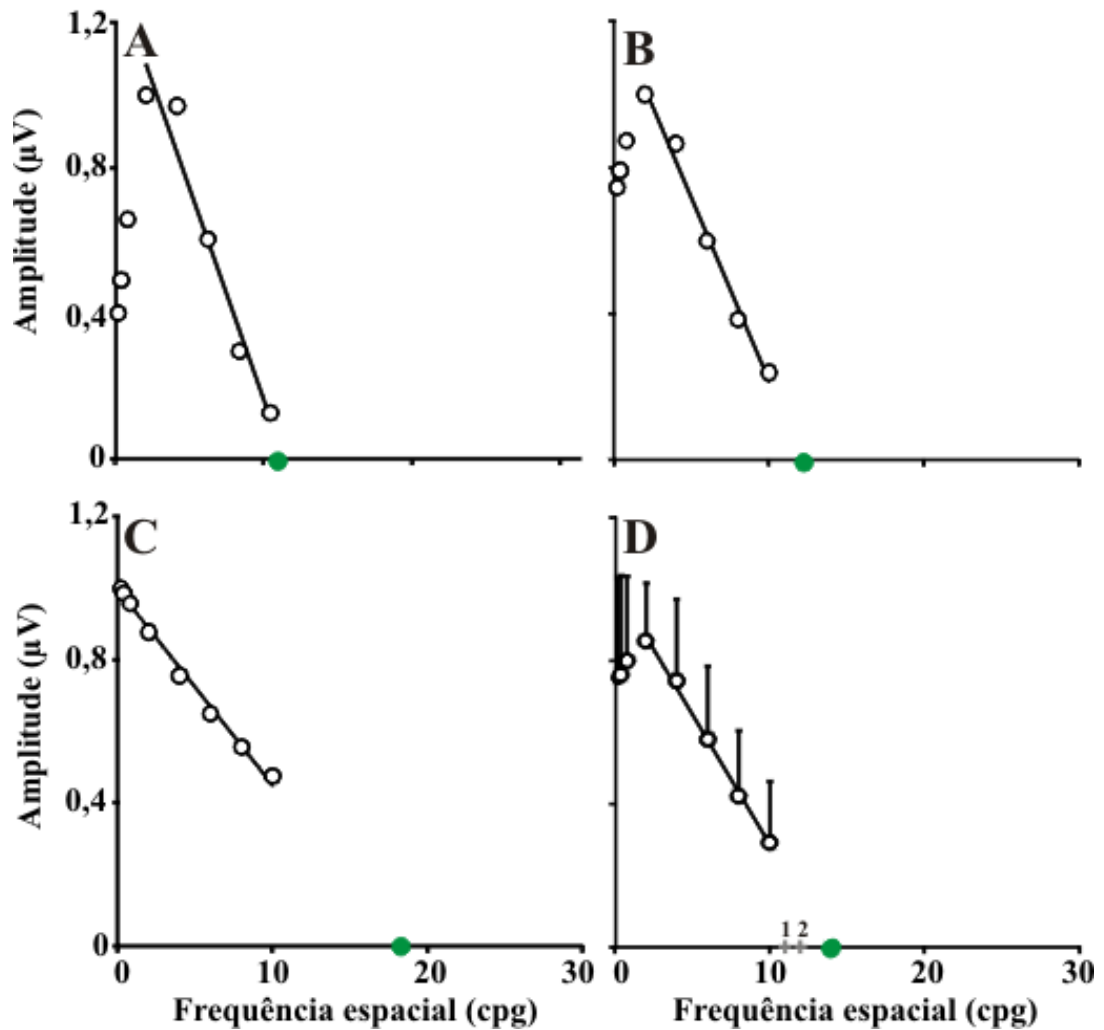 1,2
A
B
0,8
0,4
0
Amplitude (µV)
1,2
C
D
0,8
0,4
0
Amplitude (µV)
1 2
0 10 20 30
0 10 20 30
Frequência espacial (cpg)
Frequência espacial (cpg)